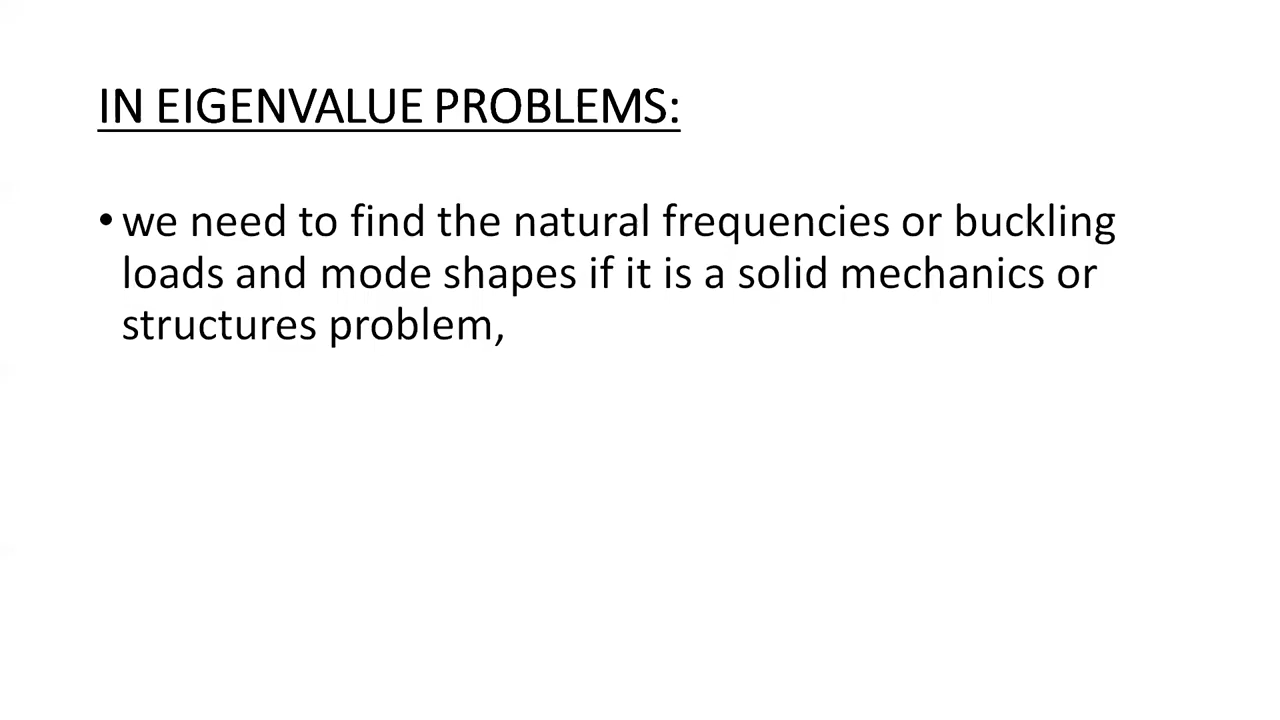 IN EIGENVALUE PROBLEMS:
• we need to find the natural frequencies or buckling
loads and mode shapes if it is a solid mechanics or
structures problem,